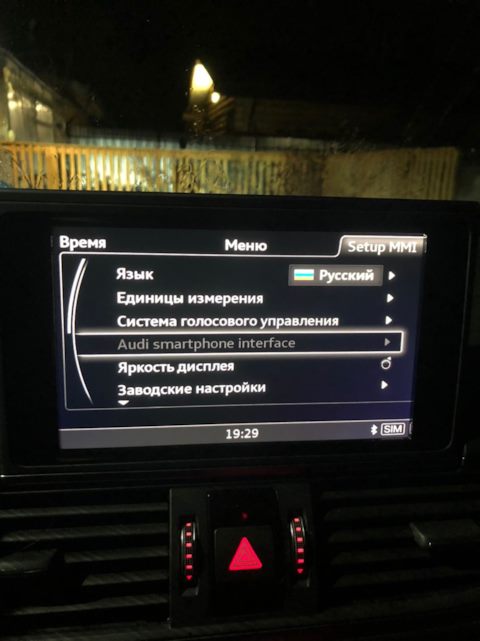 Время Меню Setup MMI
Язык Русский
Единицы измерения
Система голосового управления
Audi smartphone interface
Яркость дисплея
Заводские настройки
19:29 SIM